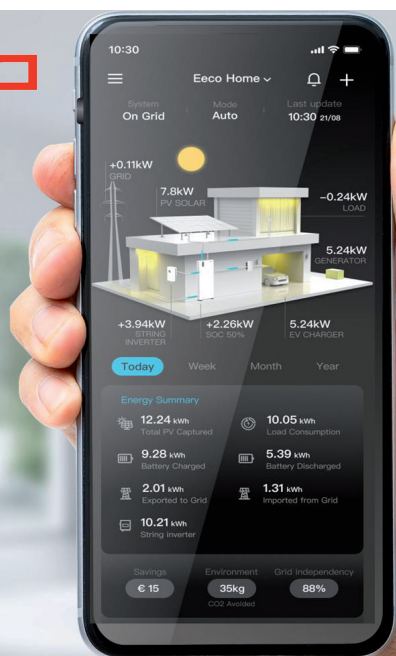 10:30
Eeco Home
System Mode Last update
On Grid Auto 10:30 21/08
+0.11kW
GRID
7.8kW
PV SOLAR
−0.24kW
LOAD
5.24kW
GENERATOR
+3.94kW +2.26kW 5.24kW
STRING SOC 50% EV CHARGER
INVERTER
Today Week Month Year
Energy Summary
12.24 kWh 10.05 kWh
Total PV Captured Load Consumption
9.28 kWh 5.39 kWh
Battery Charged Battery Discharged
2.01 kWh 1.31 kWh
Exported to Grid Imported from Grid
10.21 kWh
String inverter
Savings Environment Grid independency
€ 15 35kg 88%
CO2 Avoided